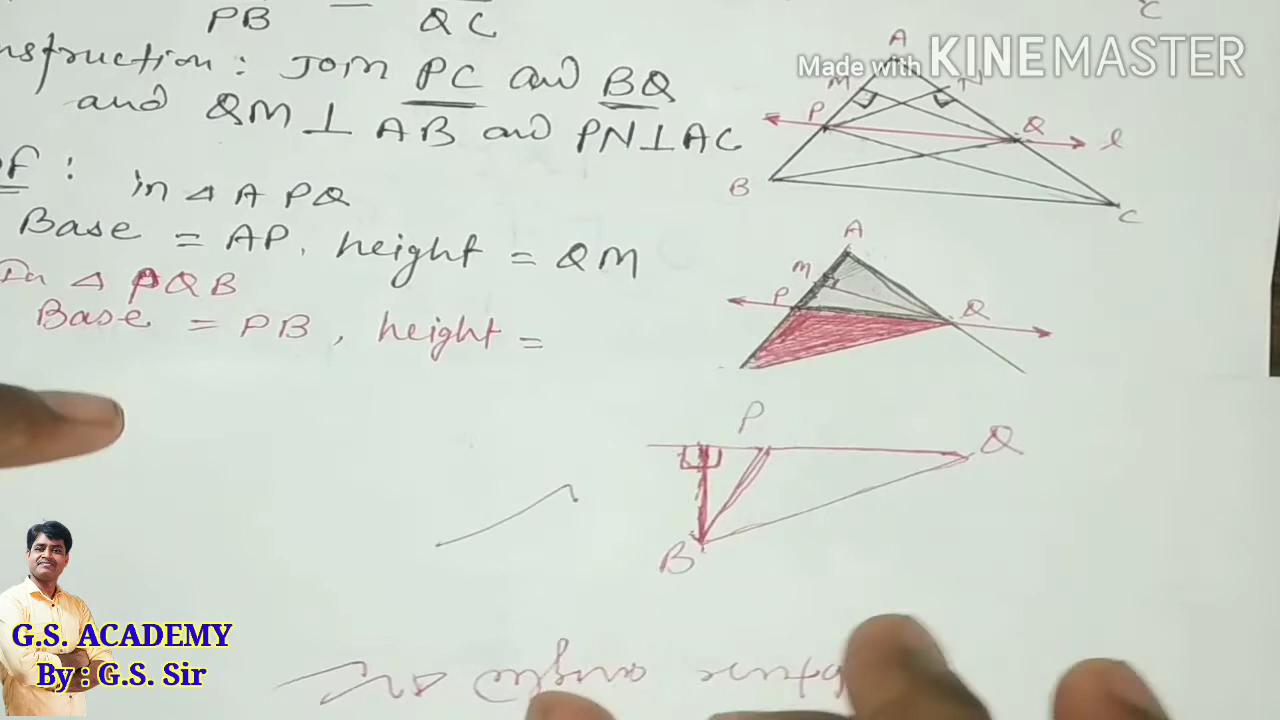 PB = QC
C
nstruction: Join PC and BQ
and QM ⊥ AB and PN ⊥ AC
oF: in △ APQ
Base = AP, height = QM
In △ PQB
Base = PB, height =
Made with KINEMASTER
A
M N
P Q l
B C
A
M
P Q
P Q
B
angle
G.S. ACADEMY
By : G.S. Sir